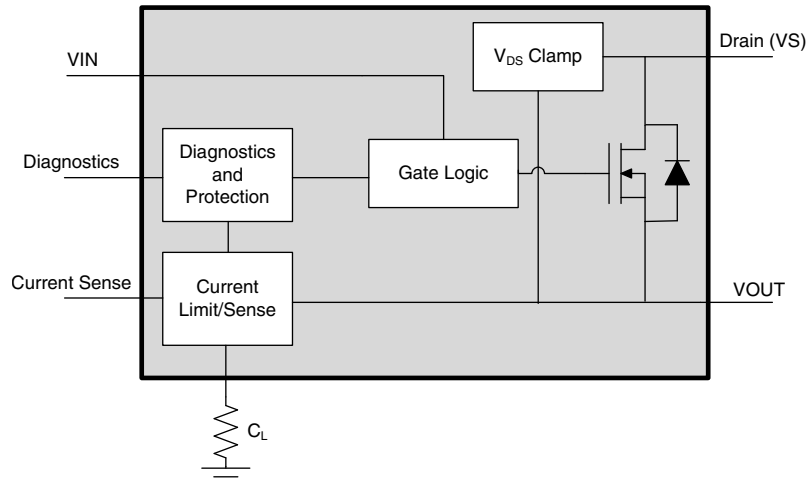 V_DS Clamp
Drain (VS)
VIN
Diagnostics
Diagnostics
and
Protection
Gate Logic
Current Sense
Current
Limit/Sense
VOUT
C_L